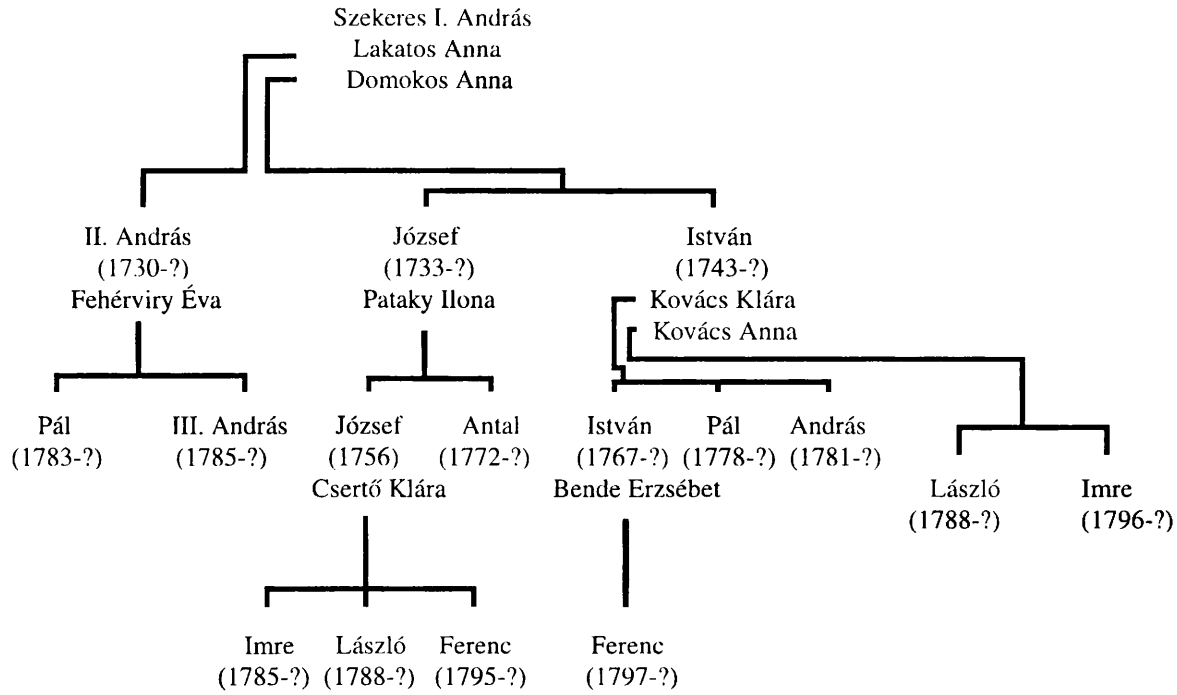 Szekeres I. András
Lakatos Anna
Domokos Anna
II. András József István
(1730-?) (1733-?) (1743-?)
Fehérviry Éva Pataky Ilona Kovács Klára
Kovács Anna
Pál III. András József Antal István Pál András
(1783-?) (1785-?) (1756) (1772-?) (1767-?) (1778-?) (1781-?)
Csertő Klára Bende Erzsébet László Imre
(1788-?) (1796-?)
Imre László Ferenc Ferenc
(1785-?) (1788-?) (1795-?) (1797-?)